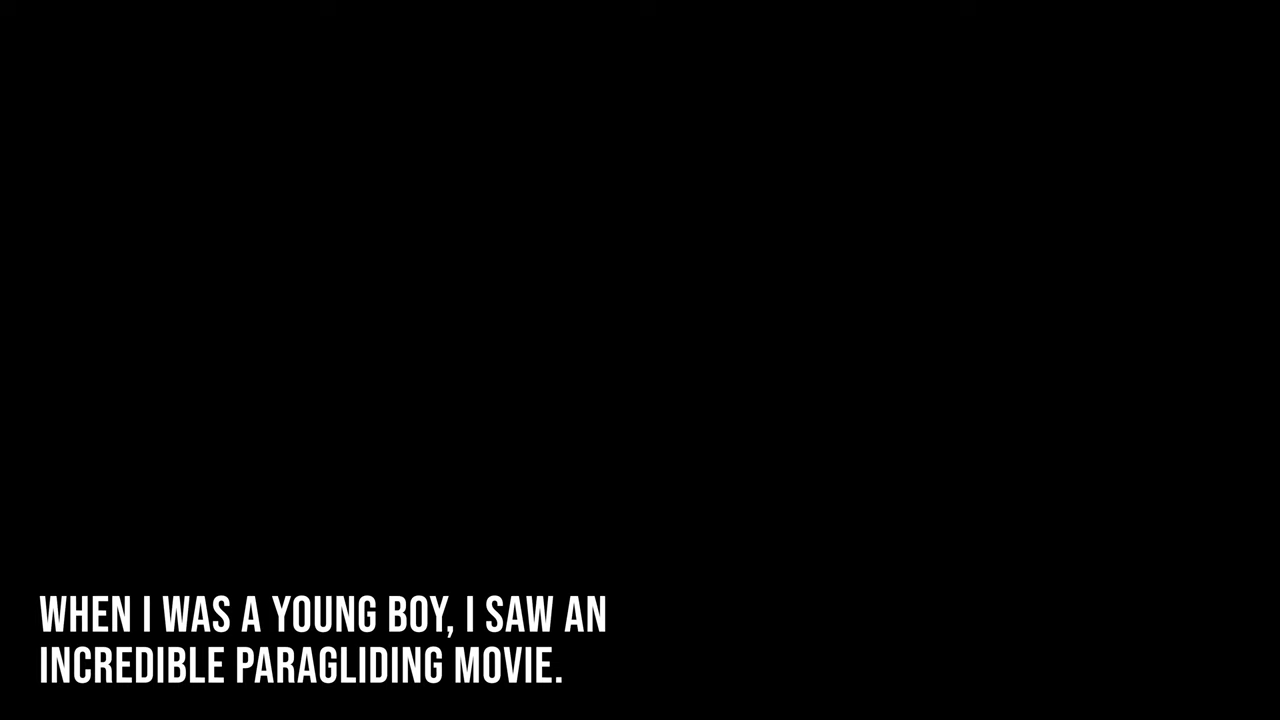 WHEN I WAS A YOUNG BOY, I SAW AN
INCREDIBLE PARAGLIDING MOVIE.